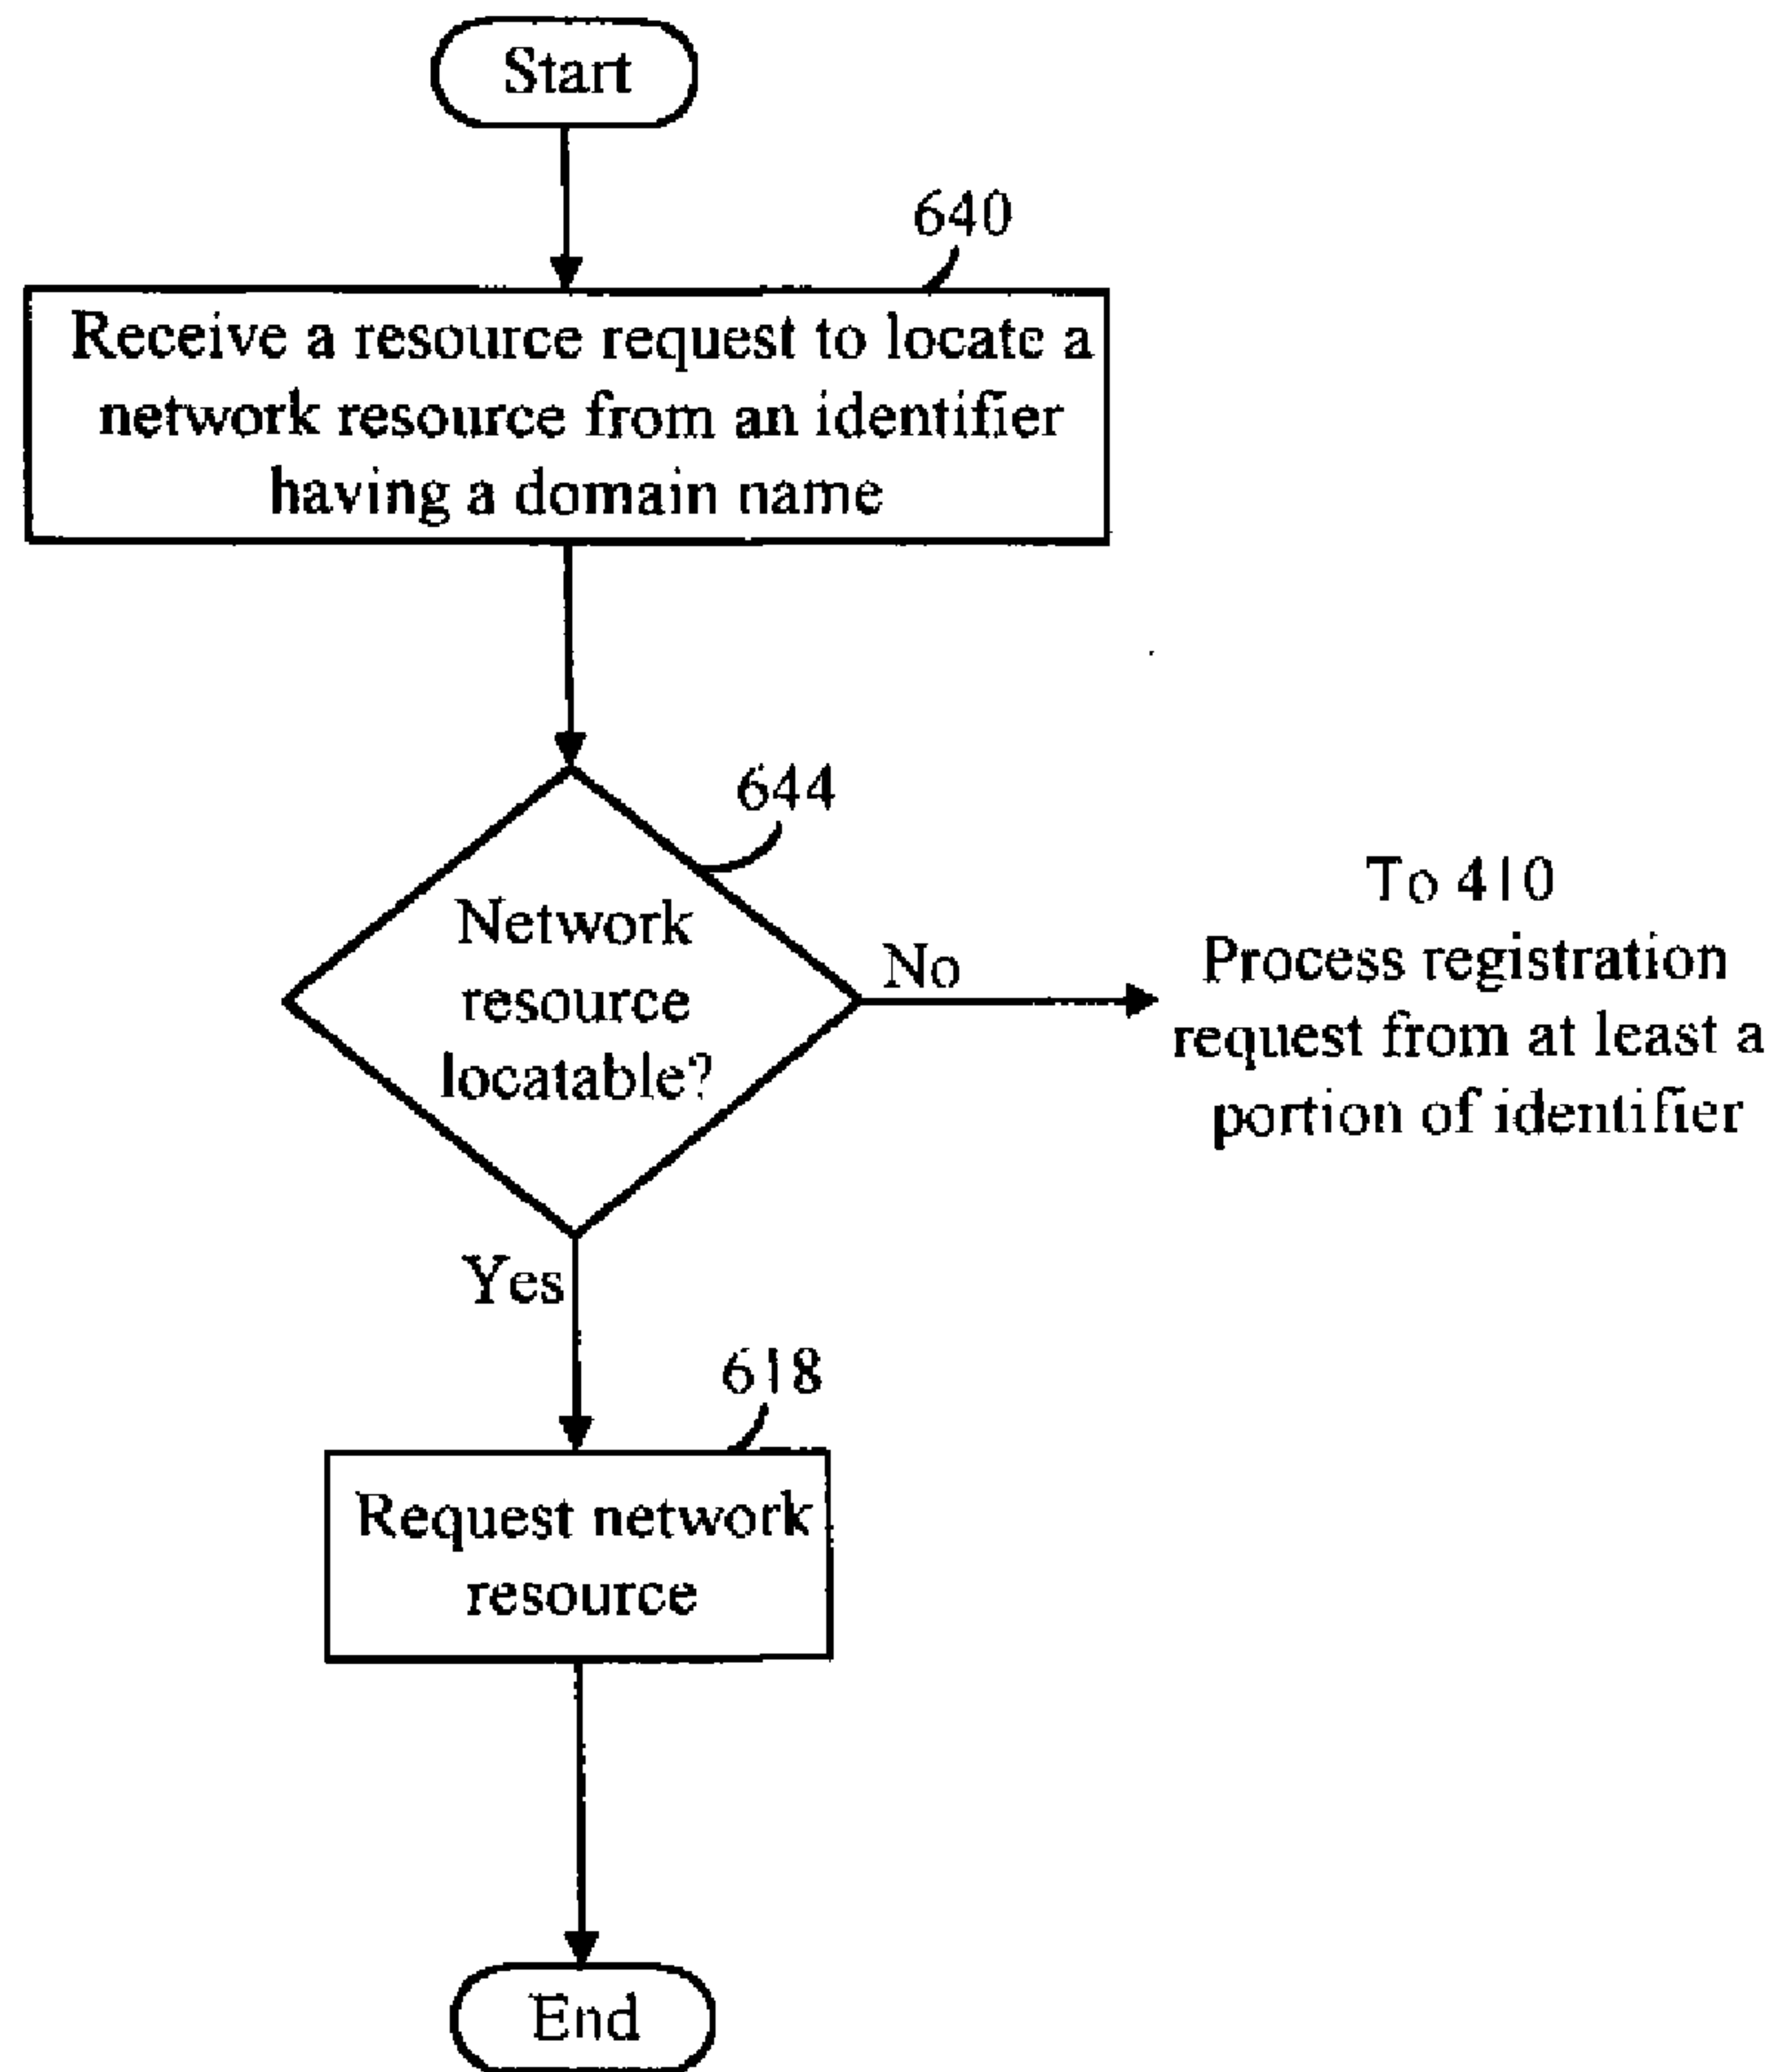 Start
640
Receive a resource request to locate a
network resource from an identifier
having a domain name
644
Network
resource
locatable?
No
To 410
Process registration
request from at least a
portion of identifier
Yes
618
Request network
resource
End